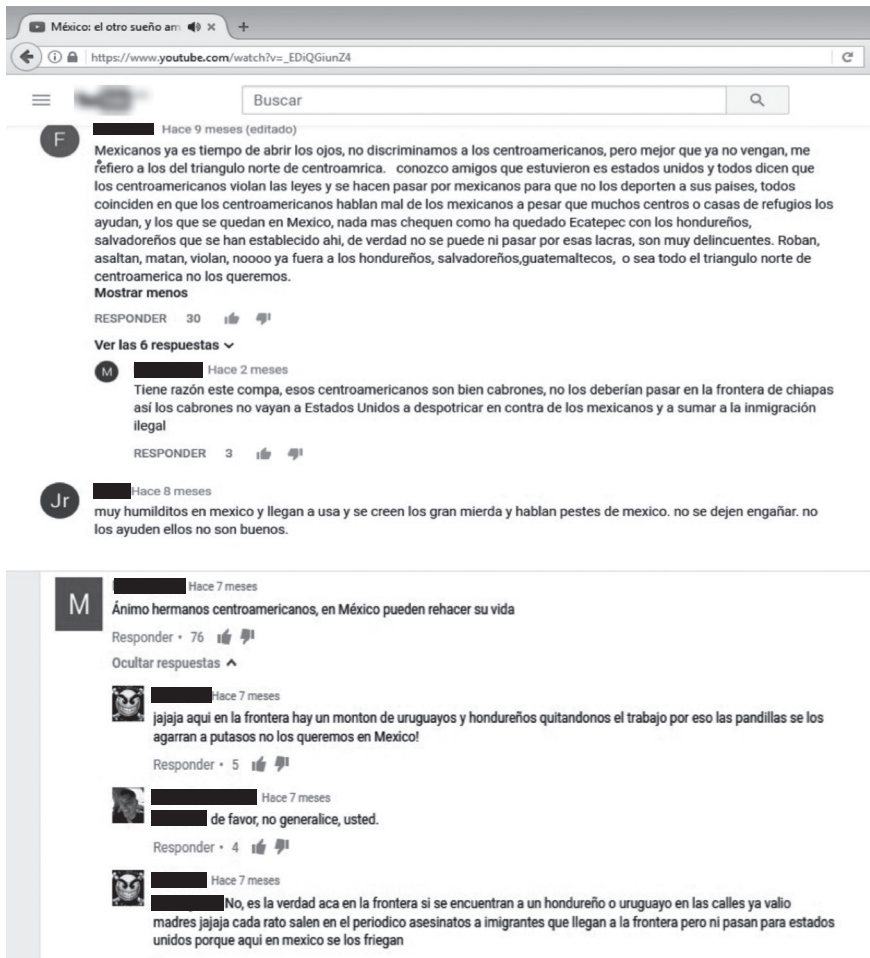 México: el otro sueño am
https://www.youtube.com/watch?v=_EDiQGiunZ4
Buscar
F
Hace 9 meses (editado)
Mexicanos ya es tiempo de abrir los ojos, no discriminamos a los centroamericanos, pero mejor que ya no vengan, me
refiero a los del triangulo norte de centroamrica. conozco amigos que estuvieron es estados unidos y todos dicen que
los centroamericanos violan las leyes y se hacen pasar por mexicanos para que no los deporten a sus paises, todos
coinciden en que los centroamericanos hablan mal de los mexicanos a pesar que muchos centros o casas de refugios los
ayudan, y los que se quedan en Mexico, nada mas chequen como ha quedado Ecatepec con los hondureños,
salvadoreños que se han establecido ahi, de verdad no se puede ni pasar por esas lacras, son muy delincuentes. Roban,
asaltan, matan, violan, noooo ya fuera a los hondureños, salvadoreños,guatemaltecos, o sea todo el triangulo norte de
centroamerica no los queremos.
Mostrar menos
RESPONDER 30
Ver las 6 respuestas
M
Hace 2 meses
Tiene razón este compa, esos centroamericanos son bien cabrones, no los deberían pasar en la frontera de chiapas
así los cabrones no vayan a Estados Unidos a despotricar en contra de los mexicanos y a sumar a la inmigración
ilegal
RESPONDER 3
Jr
Hace 8 meses
muy humilditos en mexico y llegan a usa y se creen los gran mierda y hablan pestes de mexico. no se dejen engañar. no
los ayuden ellos no son buenos.
M
Hace 7 meses
Ánimo hermanos centroamericanos, en México pueden rehacer su vida
Responder • 76
Ocultar respuestas
Hace 7 meses
jajaja aqui en la frontera hay un monton de uruguayos y hondureños quitandonos el trabajo por eso las pandillas se los
agarran a putasos no los queremos en Mexico!
Responder • 5
Hace 7 meses
de favor, no generalice, usted.
Responder • 4
Hace 7 meses
No, es la verdad aca en la frontera si se encuentran a un hondureño o uruguayo en las calles ya valio
madres jajaja cada rato salen en el periodico asesinatos a imigrantes que llegan a la frontera pero ni pasan para estados
unidos porque aqui en mexico se los friegan